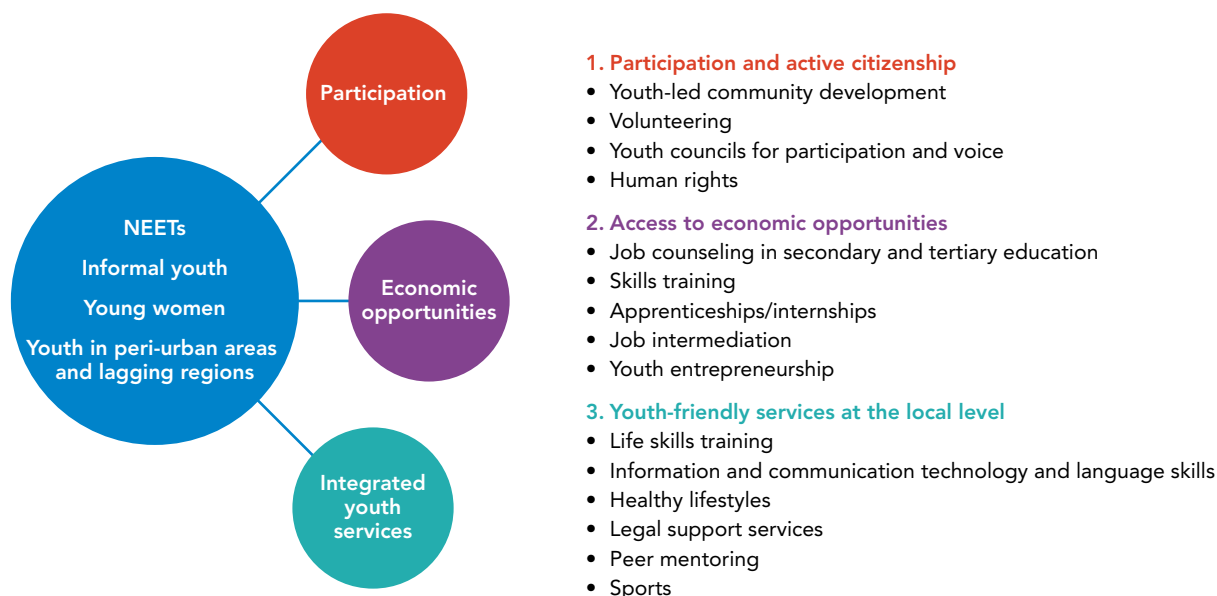 Participation
NEETs
Informal youth
Young women
Youth in peri-urban areas
and lagging regions
Economic
opportunities
Integrated
youth
services
1. Participation and active citizenship
• Youth-led community development
• Volunteering
• Youth councils for participation and voice
• Human rights
2. Access to economic opportunities
• Job counseling in secondary and tertiary education
• Skills training
• Apprenticeships/internships
• Job intermediation
• Youth entrepreneurship
3. Youth-friendly services at the local level
• Life skills training
• Information and communication technology and language skills
• Healthy lifestyles
• Legal support services
• Peer mentoring
• Sports